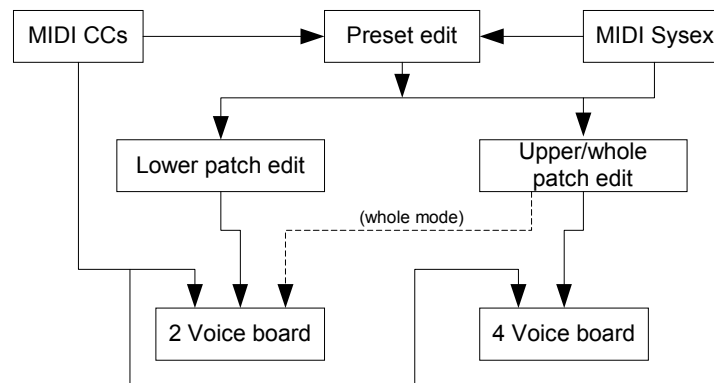 MIDI CCs
Preset edit
MIDI Sysex
Lower patch edit
Upper/whole
patch edit
(whole mode)
2 Voice board
4 Voice board